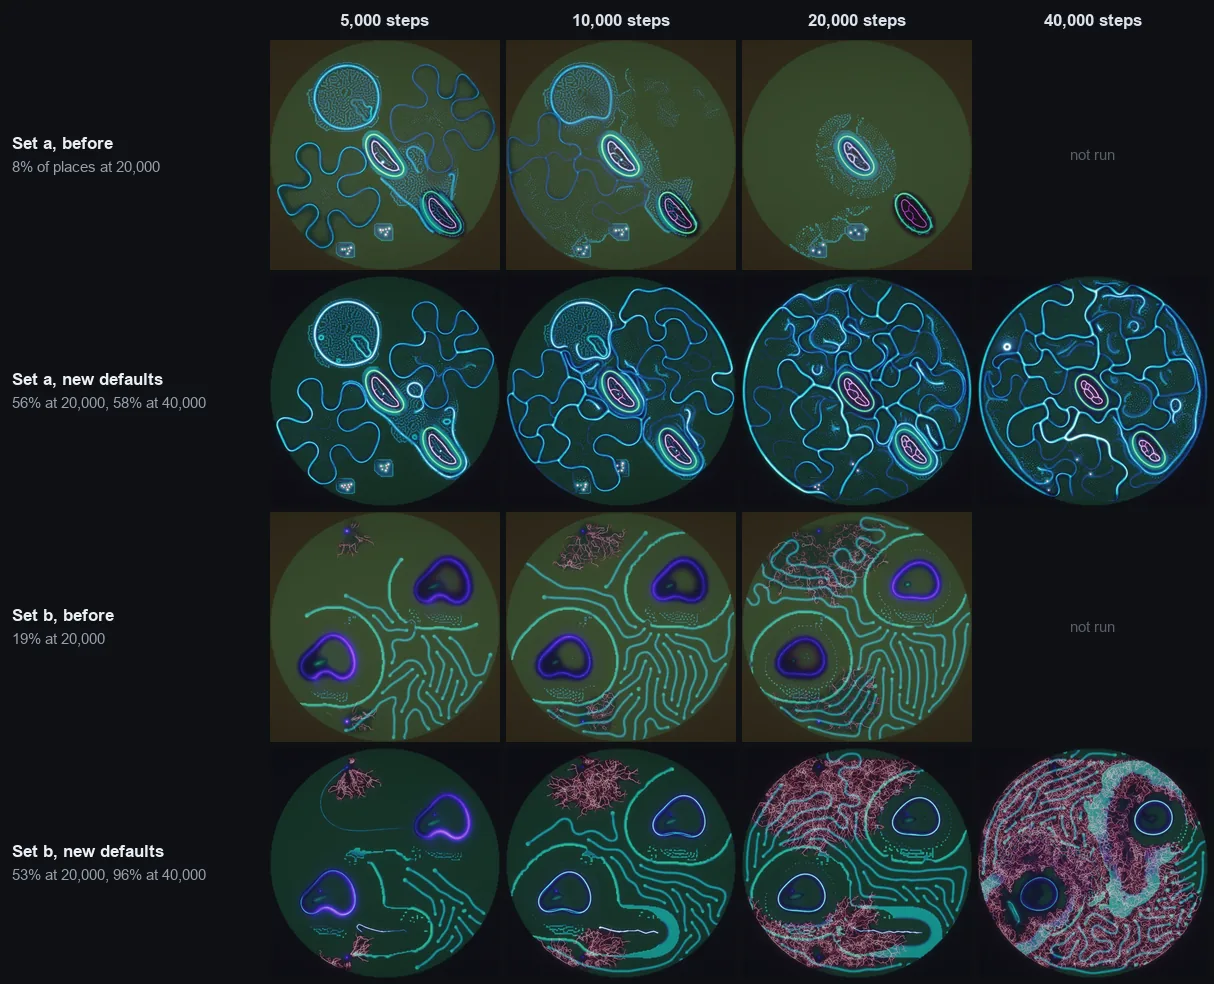 5,000 steps
10,000 steps
20,000 steps
40,000 steps
Set a, before
8% of places at 20,000
not run
Set a, new defaults
56% at 20,000, 58% at 40,000
Set b, before
19% at 20,000
not run
Set b, new defaults
53% at 20,000, 96% at 40,000